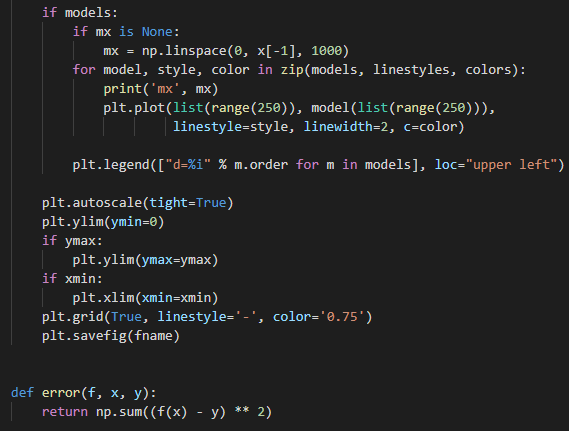 if models:
    if mx is None:
        mx = np.linspace(0, x[-1], 1000)
    for model, style, color in zip(models, linestyles, colors):
        print('mx', mx)
        plt.plot(list(range(250)), model(list(range(250))),
                 linestyle=style, linewidth=2, c=color)
    plt.legend(["d=%i" % m.order for m in models], loc="upper left")
plt.autoscale(tight=True)
plt.ylim(ymin=0)
if ymax:
    plt.ylim(ymax=ymax)
if xmin:
    plt.xlim(xmin=xmin)
plt.grid(True, linestyle='-', color='0.75')
plt.savefig(fname)
def error(f, x, y):
    return np.sum((f(x) - y) ** 2)